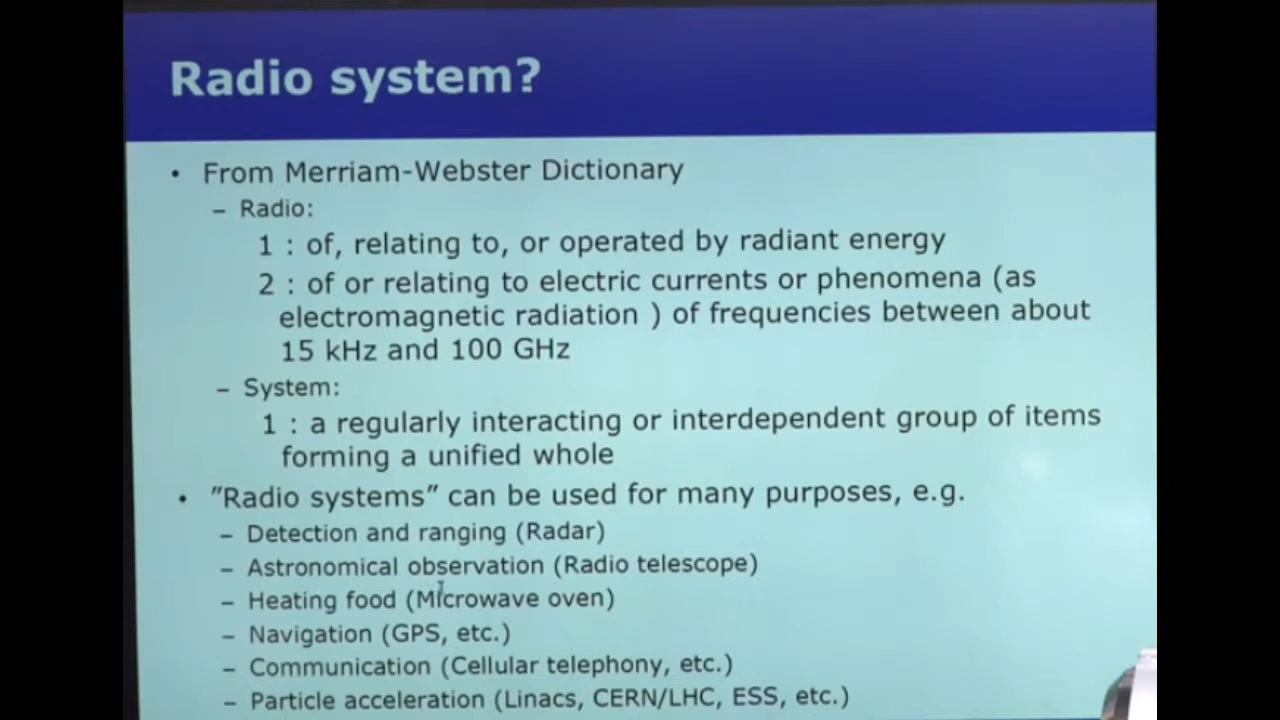 Radio system?
• From Merriam-Webster Dictionary
– Radio:
1 : of, relating to, or operated by radiant energy
2 : of or relating to electric currents or phenomena (as
electromagnetic radiation ) of frequencies between about
15 kHz and 100 GHz
– System:
1 : a regularly interacting or interdependent group of items
forming a unified whole
• ”Radio systems” can be used for many purposes, e.g.
– Detection and ranging (Radar)
– Astronomical observation (Radio telescope)
– Heating food (Microwave oven)
– Navigation (GPS, etc.)
– Communication (Cellular telephony, etc.)
– Particle acceleration (Linacs, CERN/LHC, ESS, etc.)